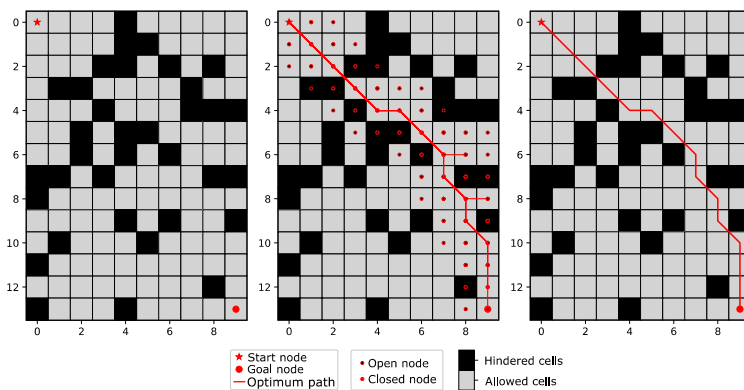 0
2
4
6
8
10
12
0 2 4 6 8
0
2
4
6
8
10
12
0 2 4 6 8
0
2
4
6
8
10
12
0 2 4 6 8
Start node
Goal node
Optimum path
Open node
Closed node
Hindered cells
Allowed cells